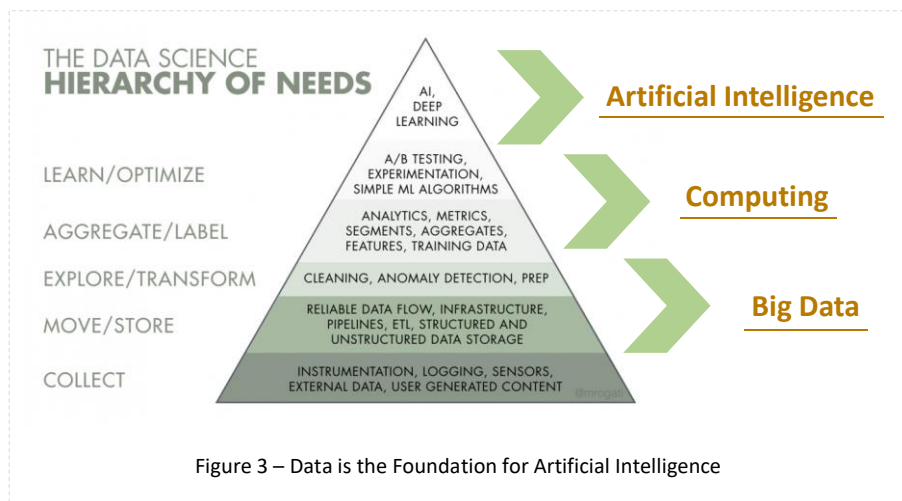 THE DATA SCIENCE
HIERARCHY OF NEEDS
AI,
DEEP
LEARNING
Artificial Intelligence
LEARN/OPTIMIZE
A/B TESTING,
EXPERIMENTATION,
SIMPLE ML ALGORITHMS
Computing
AGGREGATE/LABEL
ANALYTICS, METRICS,
SEGMENTS, AGGREGATES,
FEATURES, TRAINING DATA
EXPLORE/TRANSFORM
CLEANING, ANOMALY DETECTION, PREP
Big Data
MOVE/STORE
RELIABLE DATA FLOW, INFRASTRUCTURE,
PIPELINES, ETL, STRUCTURED AND
UNSTRUCTURED DATA STORAGE
COLLECT
INSTRUMENTATION, LOGGING, SENSORS,
EXTERNAL DATA, USER GENERATED CONTENT
@mrogati
Figure 3 – Data is the Foundation for Artificial Intelligence